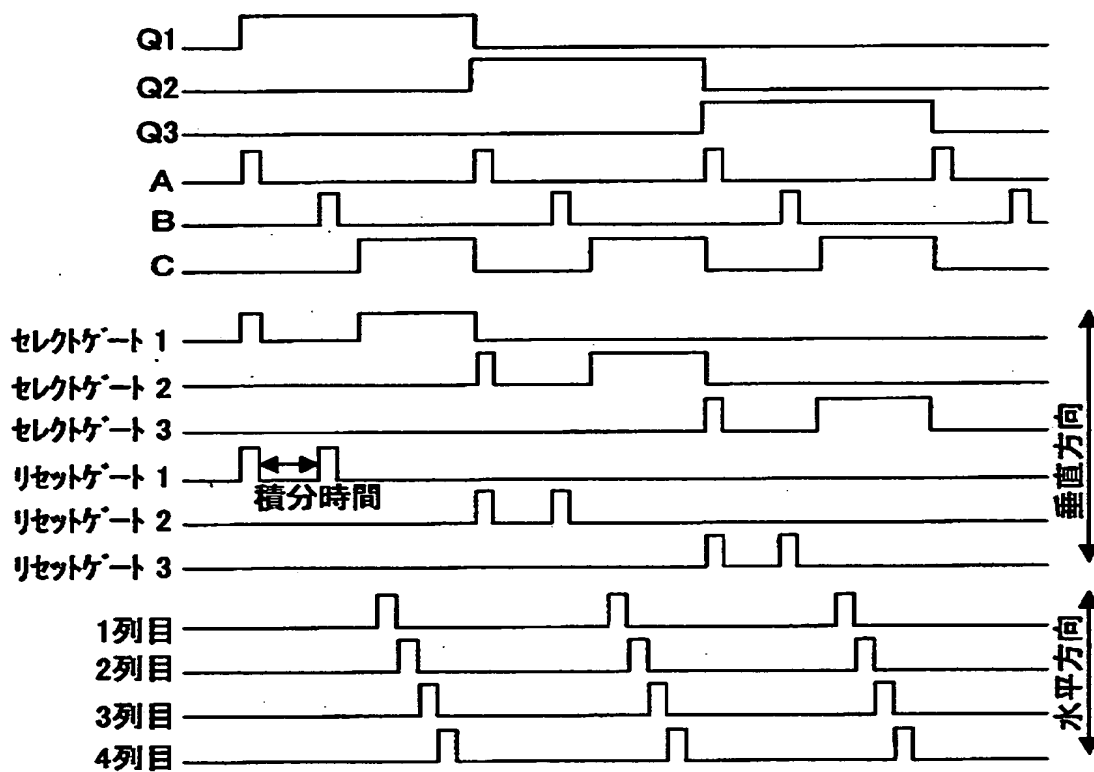 Q1
Q2
Q3
A
B
C
セレクトゲート 1
セレクトゲート 2
セレクトゲート 3
リセットゲート 1
積分時間
リセットゲート 2
リセットゲート 3
垂直方向
1列目
2列目
3列目
4列目
水平方向